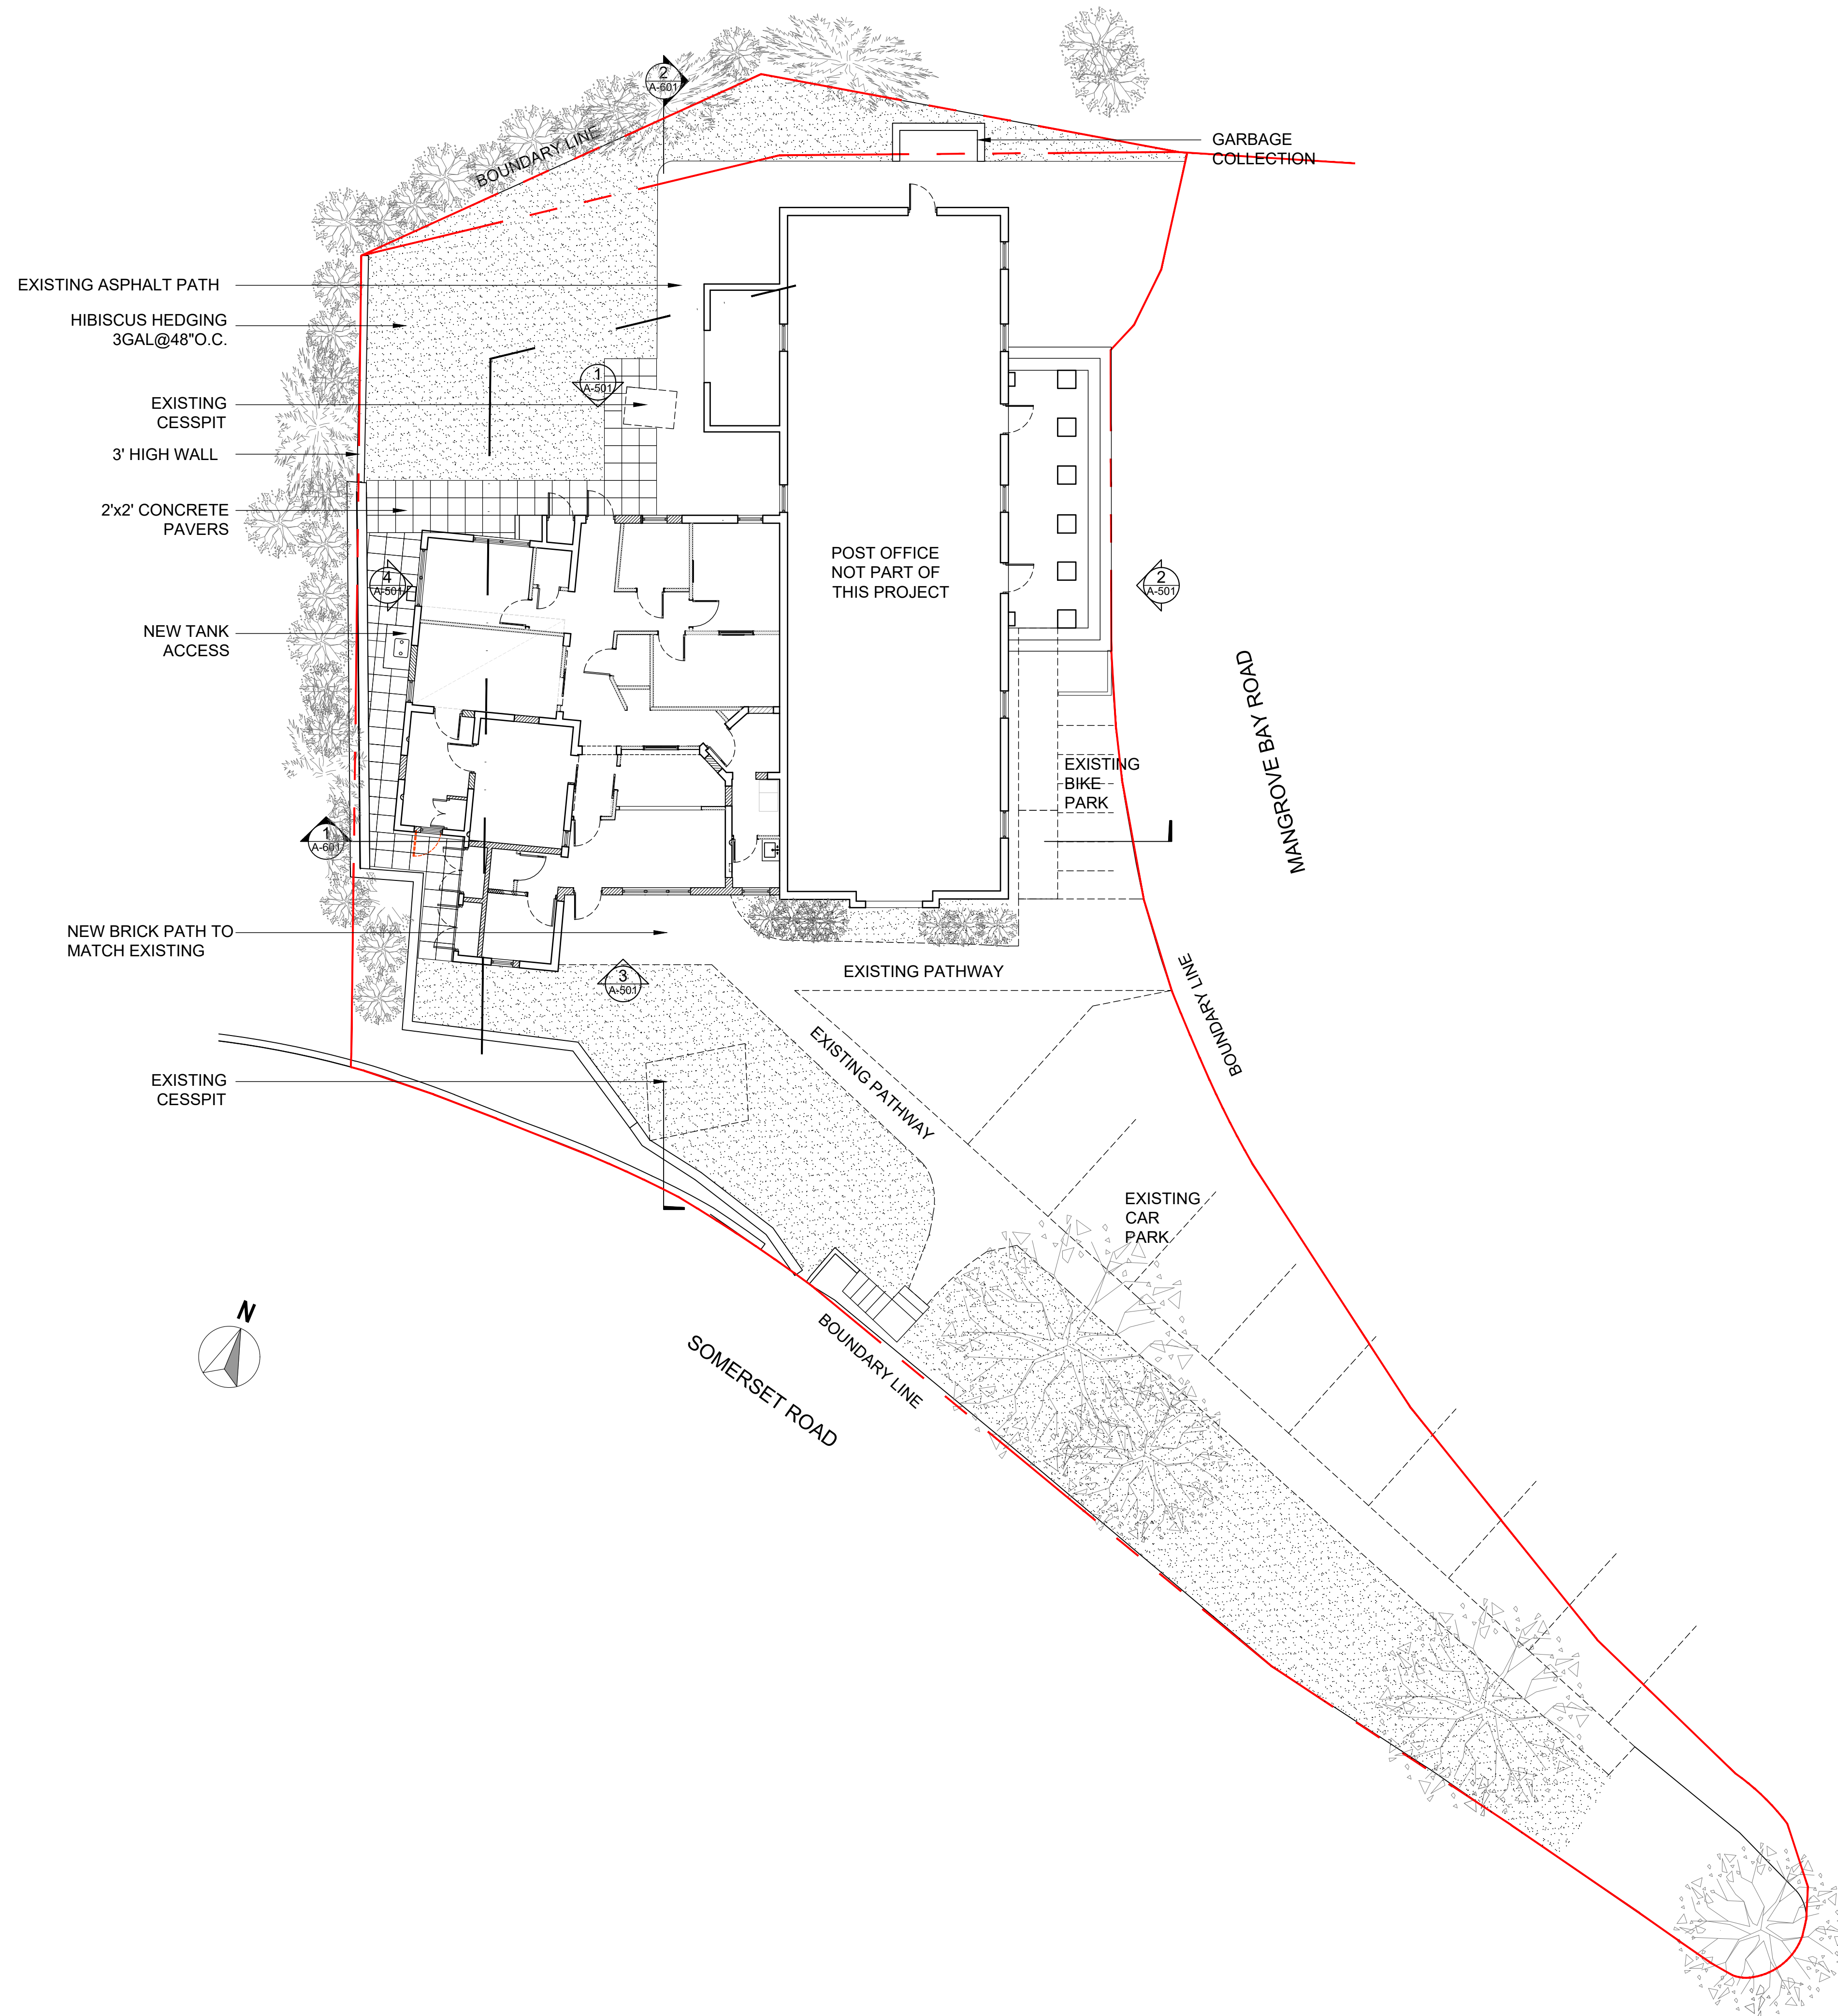 2
A-601
BOUNDARY LINE
GARBAGE
COLLECTION
EXISTING ASPHALT PATH
HIBISCUS HEDGING
3GAL@48"O.C.
1
A-501
EXISTING
CESSPIT
3' HIGH WALL
2'x2' CONCRETE
PAVERS
POST OFFICE
NOT PART OF
THIS PROJECT
4
A-501
2
A-501
NEW TANK
ACCESS
MANGROVE BAY ROAD
EXISTING
BIKE
PARK
1
A-601
NEW BRICK PATH TO
MATCH EXISTING
EXISTING PATHWAY
3
A-501
BOUNDARY LINE
EXISTING PATHWAY
EXISTING
CESSPIT
EXISTING
CAR
PARK
N
BOUNDARY LINE
SOMERSET ROAD